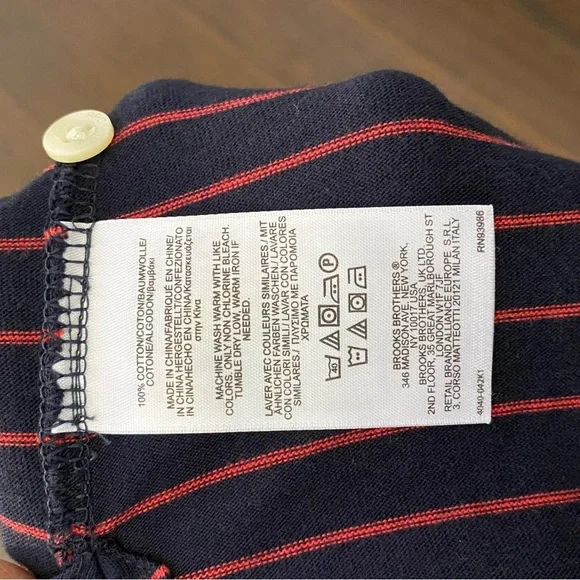 100% COTTON/COTON/BAUMWOLLE/
COTONE/ALGODON/βαμβάκι
MADE IN CHINA/FABRIQUÉ EN CHINE/
IN CHINA HERGESTELLT/CONFEZIONATO
IN CINA/HECHO EN CHINA/Κατασκευάζεται
στην Κίνα
MACHINE WASH WARM WITH LIKE
COLORS. ONLY NON CHLORINE BLEACH.
TUMBLE DRY LOW. WARM IRON IF
NEEDED.
LAVER AVEC COULEURS SIMILAIRES / MIT
ÄHNLICHEN FARBEN WASCHEN / LAVARE
CON COLORI SIMILI / LAVAR CON COLORES
SIMILARES / ΠΛΥΣΙΜΟ ΜΕ ΠΑΡΟΜΟΙΑ
ΧΡΩΜΑΤΑ
40
P
BROOKS BROTHERS ®
346 MADISON AVE, NEW YORK,
NY 10017 USA
BROOKS BROTHERS UK LTD.
2ND FLOOR, 35 GREAT MARLBOROUGH ST
LONDON W1F 7JF
RETAIL BRAND ALLIANCE EUROPE, S.R.L.
3, CORSO MATTEOTTI 20121 MILAN ITALY
4040-042K1
RN93986